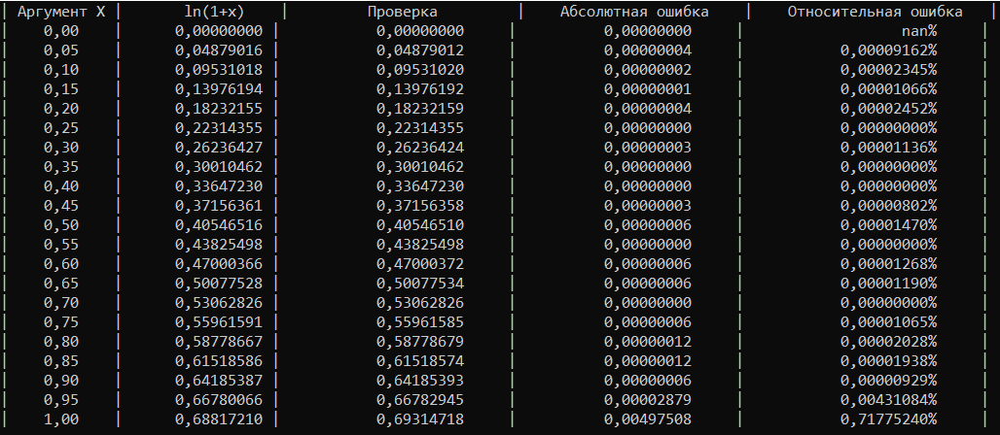 | Аргумент X | ln(1+x) | Проверка | Абсолютная ошибка | Относительная ошибка |
| 0,00 | 0,00000000 | 0,00000000 | 0,00000000 | nan% |
| 0,05 | 0,04879016 | 0,04879012 | 0,00000004 | 0,00009162% |
| 0,10 | 0,09531018 | 0,09531020 | 0,00000002 | 0,00002345% |
| 0,15 | 0,13976194 | 0,13976192 | 0,00000001 | 0,00001066% |
| 0,20 | 0,18232155 | 0,18232159 | 0,00000004 | 0,00002452% |
| 0,25 | 0,22314355 | 0,22314355 | 0,00000000 | 0,00000000% |
| 0,30 | 0,26236427 | 0,26236424 | 0,00000003 | 0,00001136% |
| 0,35 | 0,30010462 | 0,30010462 | 0,00000000 | 0,00000000% |
| 0,40 | 0,33647230 | 0,33647230 | 0,00000000 | 0,00000000% |
| 0,45 | 0,37156361 | 0,37156358 | 0,00000003 | 0,00000802% |
| 0,50 | 0,40546516 | 0,40546510 | 0,00000006 | 0,00001470% |
| 0,55 | 0,43825498 | 0,43825498 | 0,00000000 | 0,00000000% |
| 0,60 | 0,47000366 | 0,47000372 | 0,00000006 | 0,00001268% |
| 0,65 | 0,50077528 | 0,50077534 | 0,00000006 | 0,00001190% |
| 0,70 | 0,53062826 | 0,53062826 | 0,00000000 | 0,00000000% |
| 0,75 | 0,55961591 | 0,55961585 | 0,00000006 | 0,00001065% |
| 0,80 | 0,58778667 | 0,58778679 | 0,00000012 | 0,00002028% |
| 0,85 | 0,61518586 | 0,61518574 | 0,00000012 | 0,00001938% |
| 0,90 | 0,64185387 | 0,64185393 | 0,00000006 | 0,00000929% |
| 0,95 | 0,66780066 | 0,66782945 | 0,00002879 | 0,00431084% |
| 1,00 | 0,68817210 | 0,69314718 | 0,00497508 | 0,71775240% |